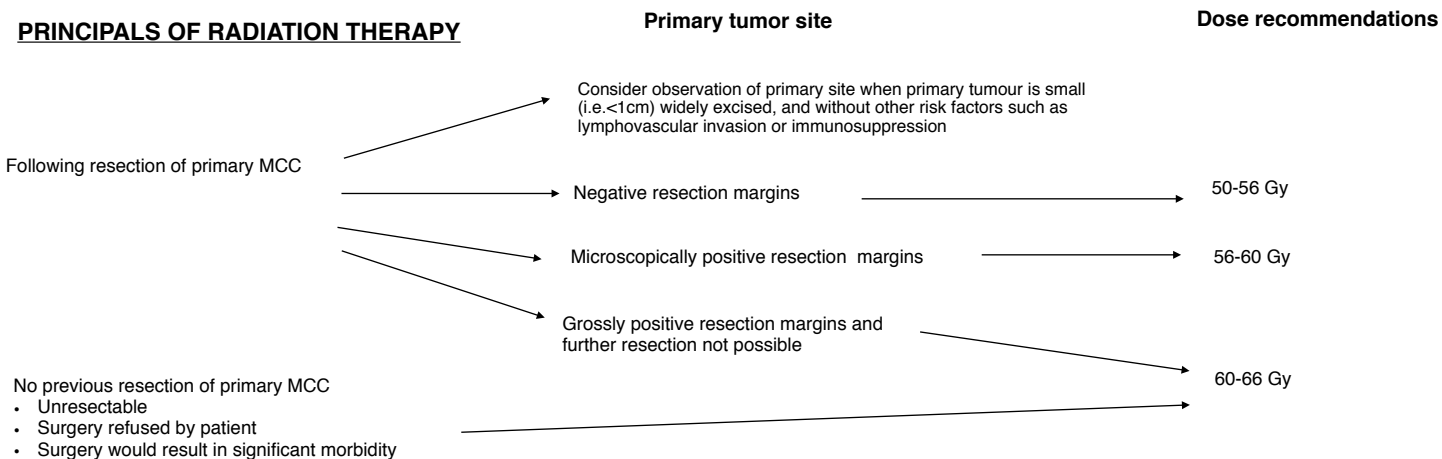 PRINCIPALS OF RADIATION THERAPY
Primary tumor site
Dose recommendations
Consider observation of primary site when primary tumour is small
(i.e.<1cm) widely excised, and without other risk factors such as
lymphovascular invasion or immunosuppression
Following resection of primary MCC
Negative resection margins
50-56 Gy
Microscopically positive resection margins
56-60 Gy
Grossly positive resection margins and
further resection not possible
60-66 Gy
No previous resection of primary MCC
• Unresectable
• Surgery refused by patient
• Surgery would result in significant morbidity